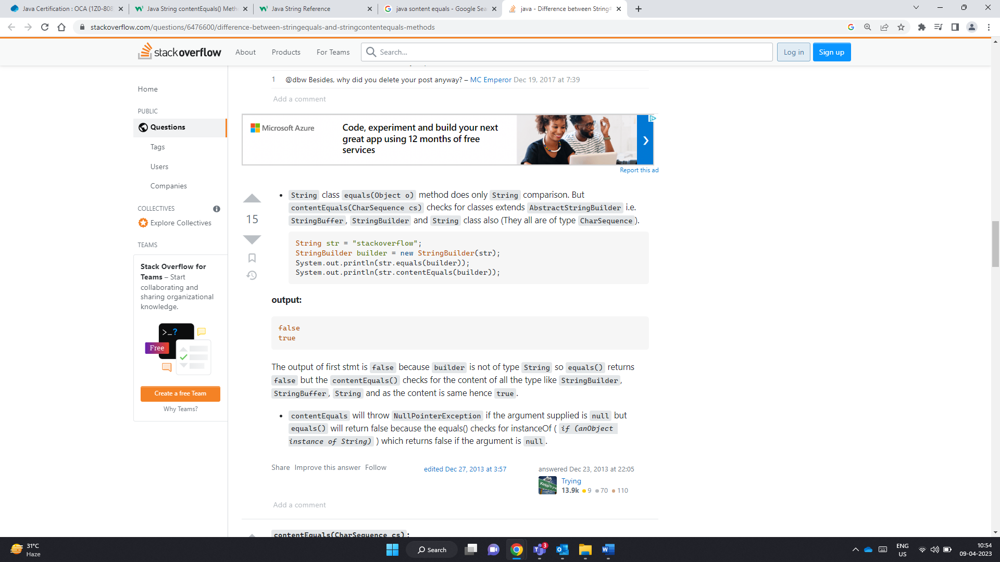 Java Certification : OCA (1Z0-808
Java String contentEquals() Meth
Java String Reference
java sontent equals - Google Sea
java - Difference between String#
stackoverflow.com/questions/6476600/difference-between-stringequals-and-stringcontentequals-methods
stackoverflow
About
Products
For Teams
Search...
Log in
Sign up
Home
PUBLIC
Questions
Tags
Users
Companies
COLLECTIVES
Explore Collectives
TEAMS
Stack Overflow for
Teams – Start
collaborating and
sharing organizational
knowledge.
>_?
Free
Create a free Team
Why Teams?
1 @dbw Besides, why did you delete your post anyway? – MC Emperor Dec 19, 2017 at 7:39
Add a comment
Microsoft Azure
Code, experiment and build your next
great app using 12 months of free
services
Report this ad
15
• String class equals(Object o) method does only String comparison. But
contentEquals(CharSequence cs) checks for classes extends AbstractStringBuilder i.e.
StringBuffer, StringBuilder and String class also (They all are of type CharSequence).
String str = "stackoverflow";
StringBuilder builder = new StringBuilder(str);
System.out.println(str.equals(builder));
System.out.println(str.contentEquals(builder));
output:
false
true
The output of first stmt is false because builder is not of type String so equals() returns
false but the contentEquals() checks for the content of all the type like StringBuilder,
StringBuffer, String and as the content is same hence true.
• contentEquals will throw NullPointerException if the argument supplied is null but
equals() will return false because the equals() checks for instanceOf ( if (anObject
instance of String) ) which returns false if the argument is null.
Share Improve this answer Follow
edited Dec 27, 2013 at 3:57
answered Dec 23, 2013 at 22:05
Trying
13.9k 9 70 110
Add a comment
contentEquals(CharSequence cs):
31°C
Haze
Search
3
ENG
US
10:54
09-04-2023